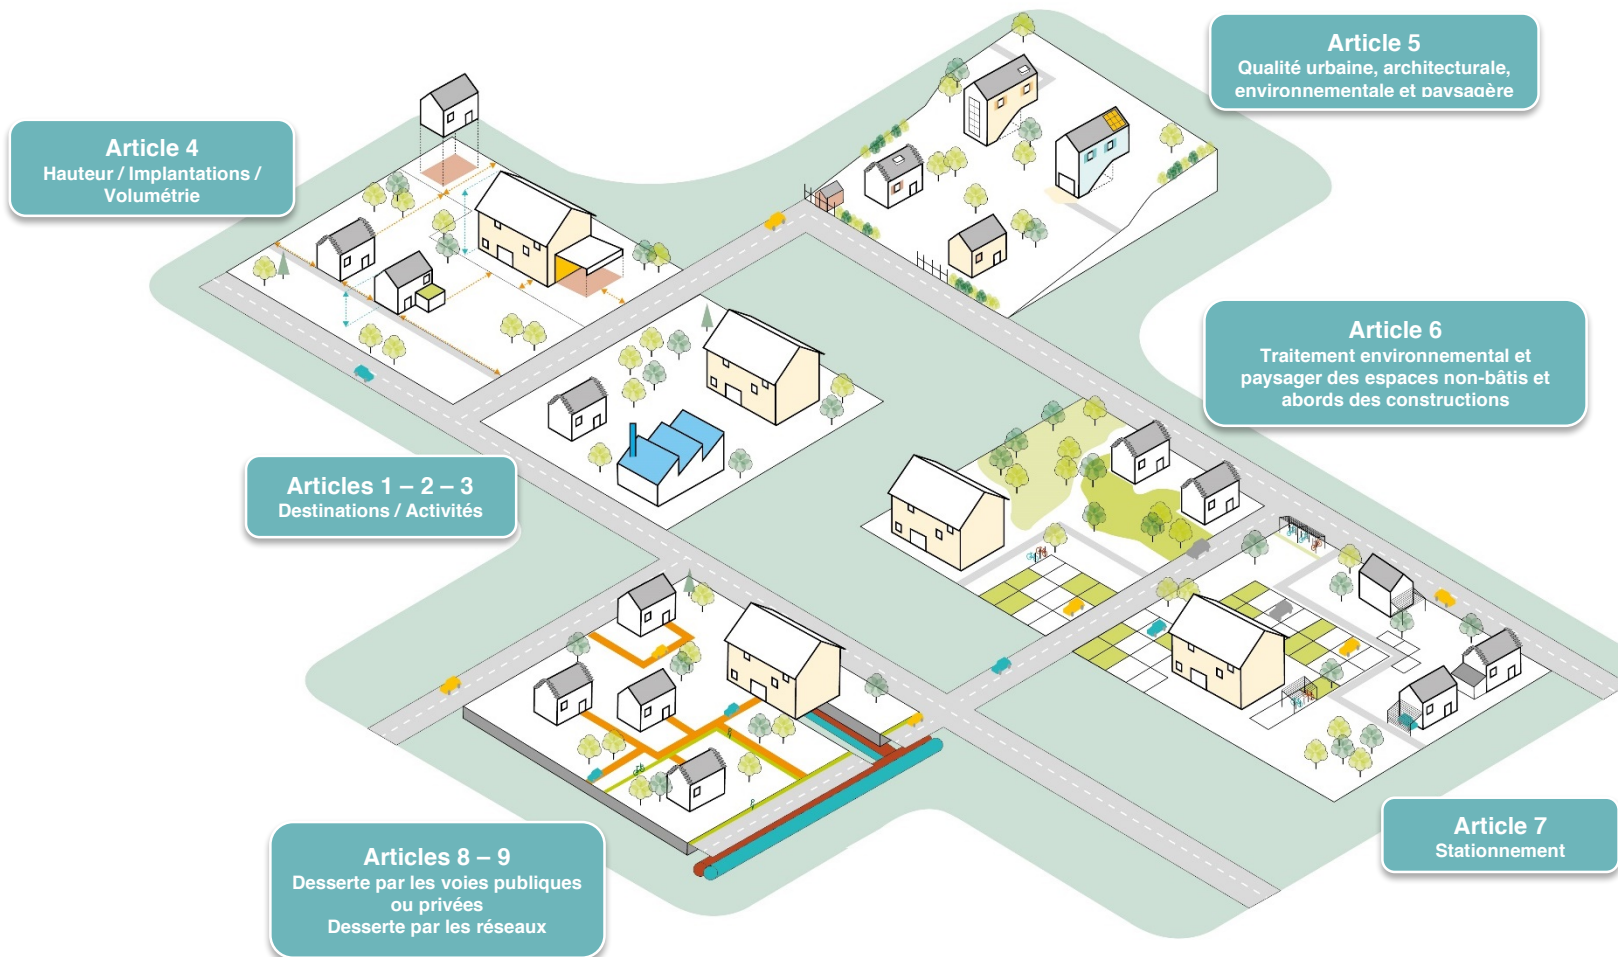 Article 5
Qualité urbaine, architecturale,
environnementale et paysagère
Article 4
Hauteur / Implantations /
Volumétrie
Article 6
Traitement environnemental et
paysager des espaces non-bâtis et
abords des constructions
Articles 1 – 2 – 3
Destinations / Activités
Article 7
Stationnement
Articles 8 – 9
Desserte par les voies publiques
ou privées
Desserte par les réseaux